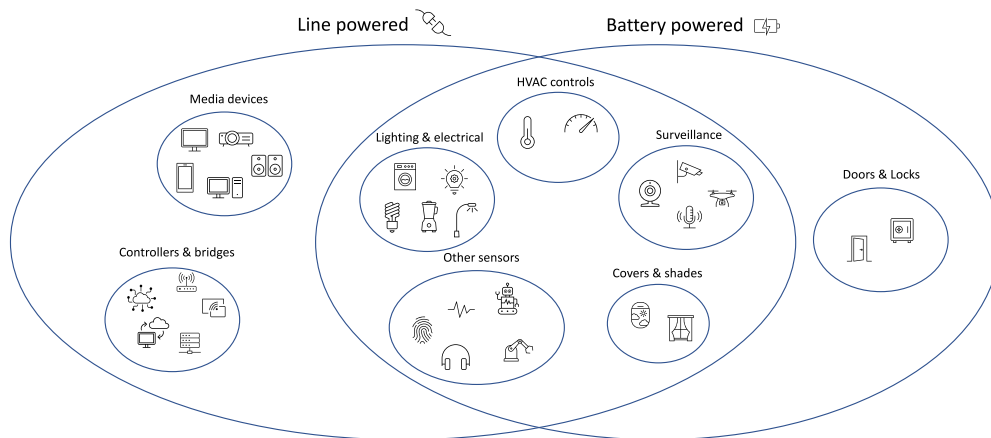 Line powered
Battery powered
HVAC controls
Media devices
Lighting & electrical
Surveillance
Doors & Locks
Controllers & bridges
Other sensors
Covers & shades